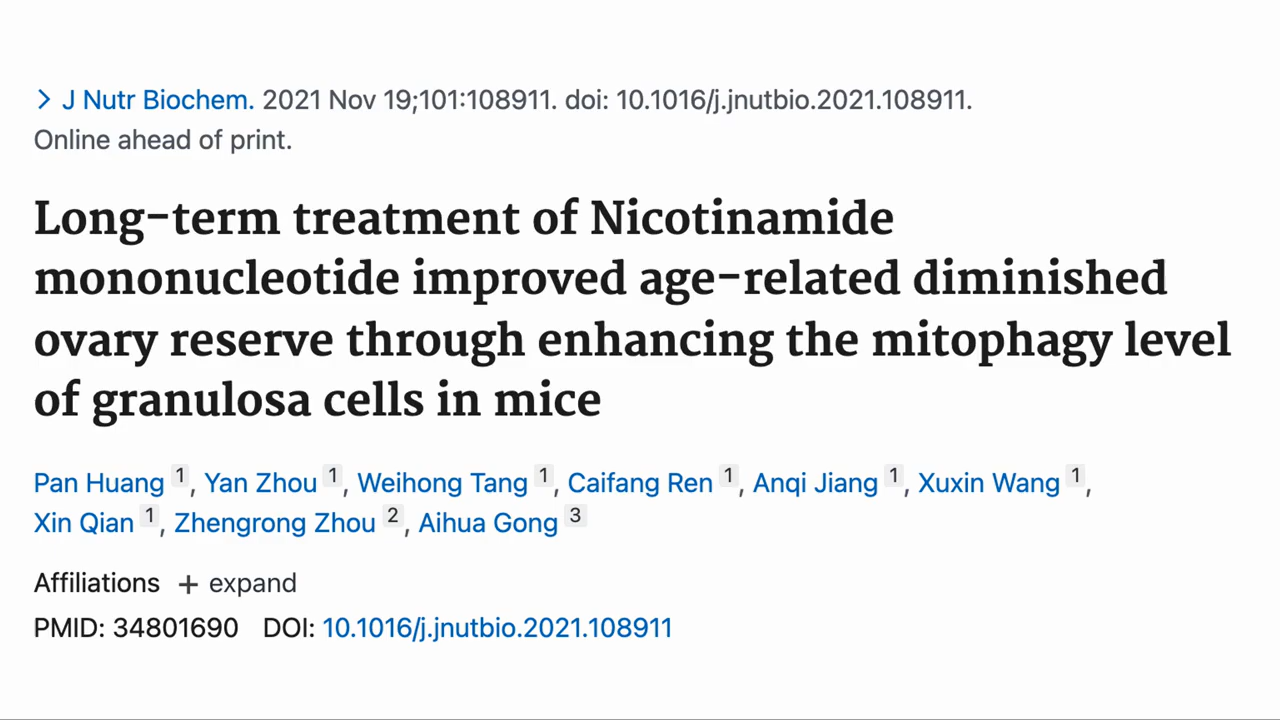 > J Nutr Biochem. 2021 Nov 19;101:108911. doi: 10.1016/j.jnutbio.2021.108911.
Online ahead of print.
Long-term treatment of Nicotinamide
mononucleotide improved age-related diminished
ovary reserve through enhancing the mitophagy level
of granulosa cells in mice
Pan Huang 1, Yan Zhou 1, Weihong Tang 1, Caifang Ren 1, Anqi Jiang 1, Xuxin Wang 1,
Xin Qian 1, Zhengrong Zhou 2, Aihua Gong 3
Affiliations + expand
PMID: 34801690 DOI: 10.1016/j.jnutbio.2021.108911